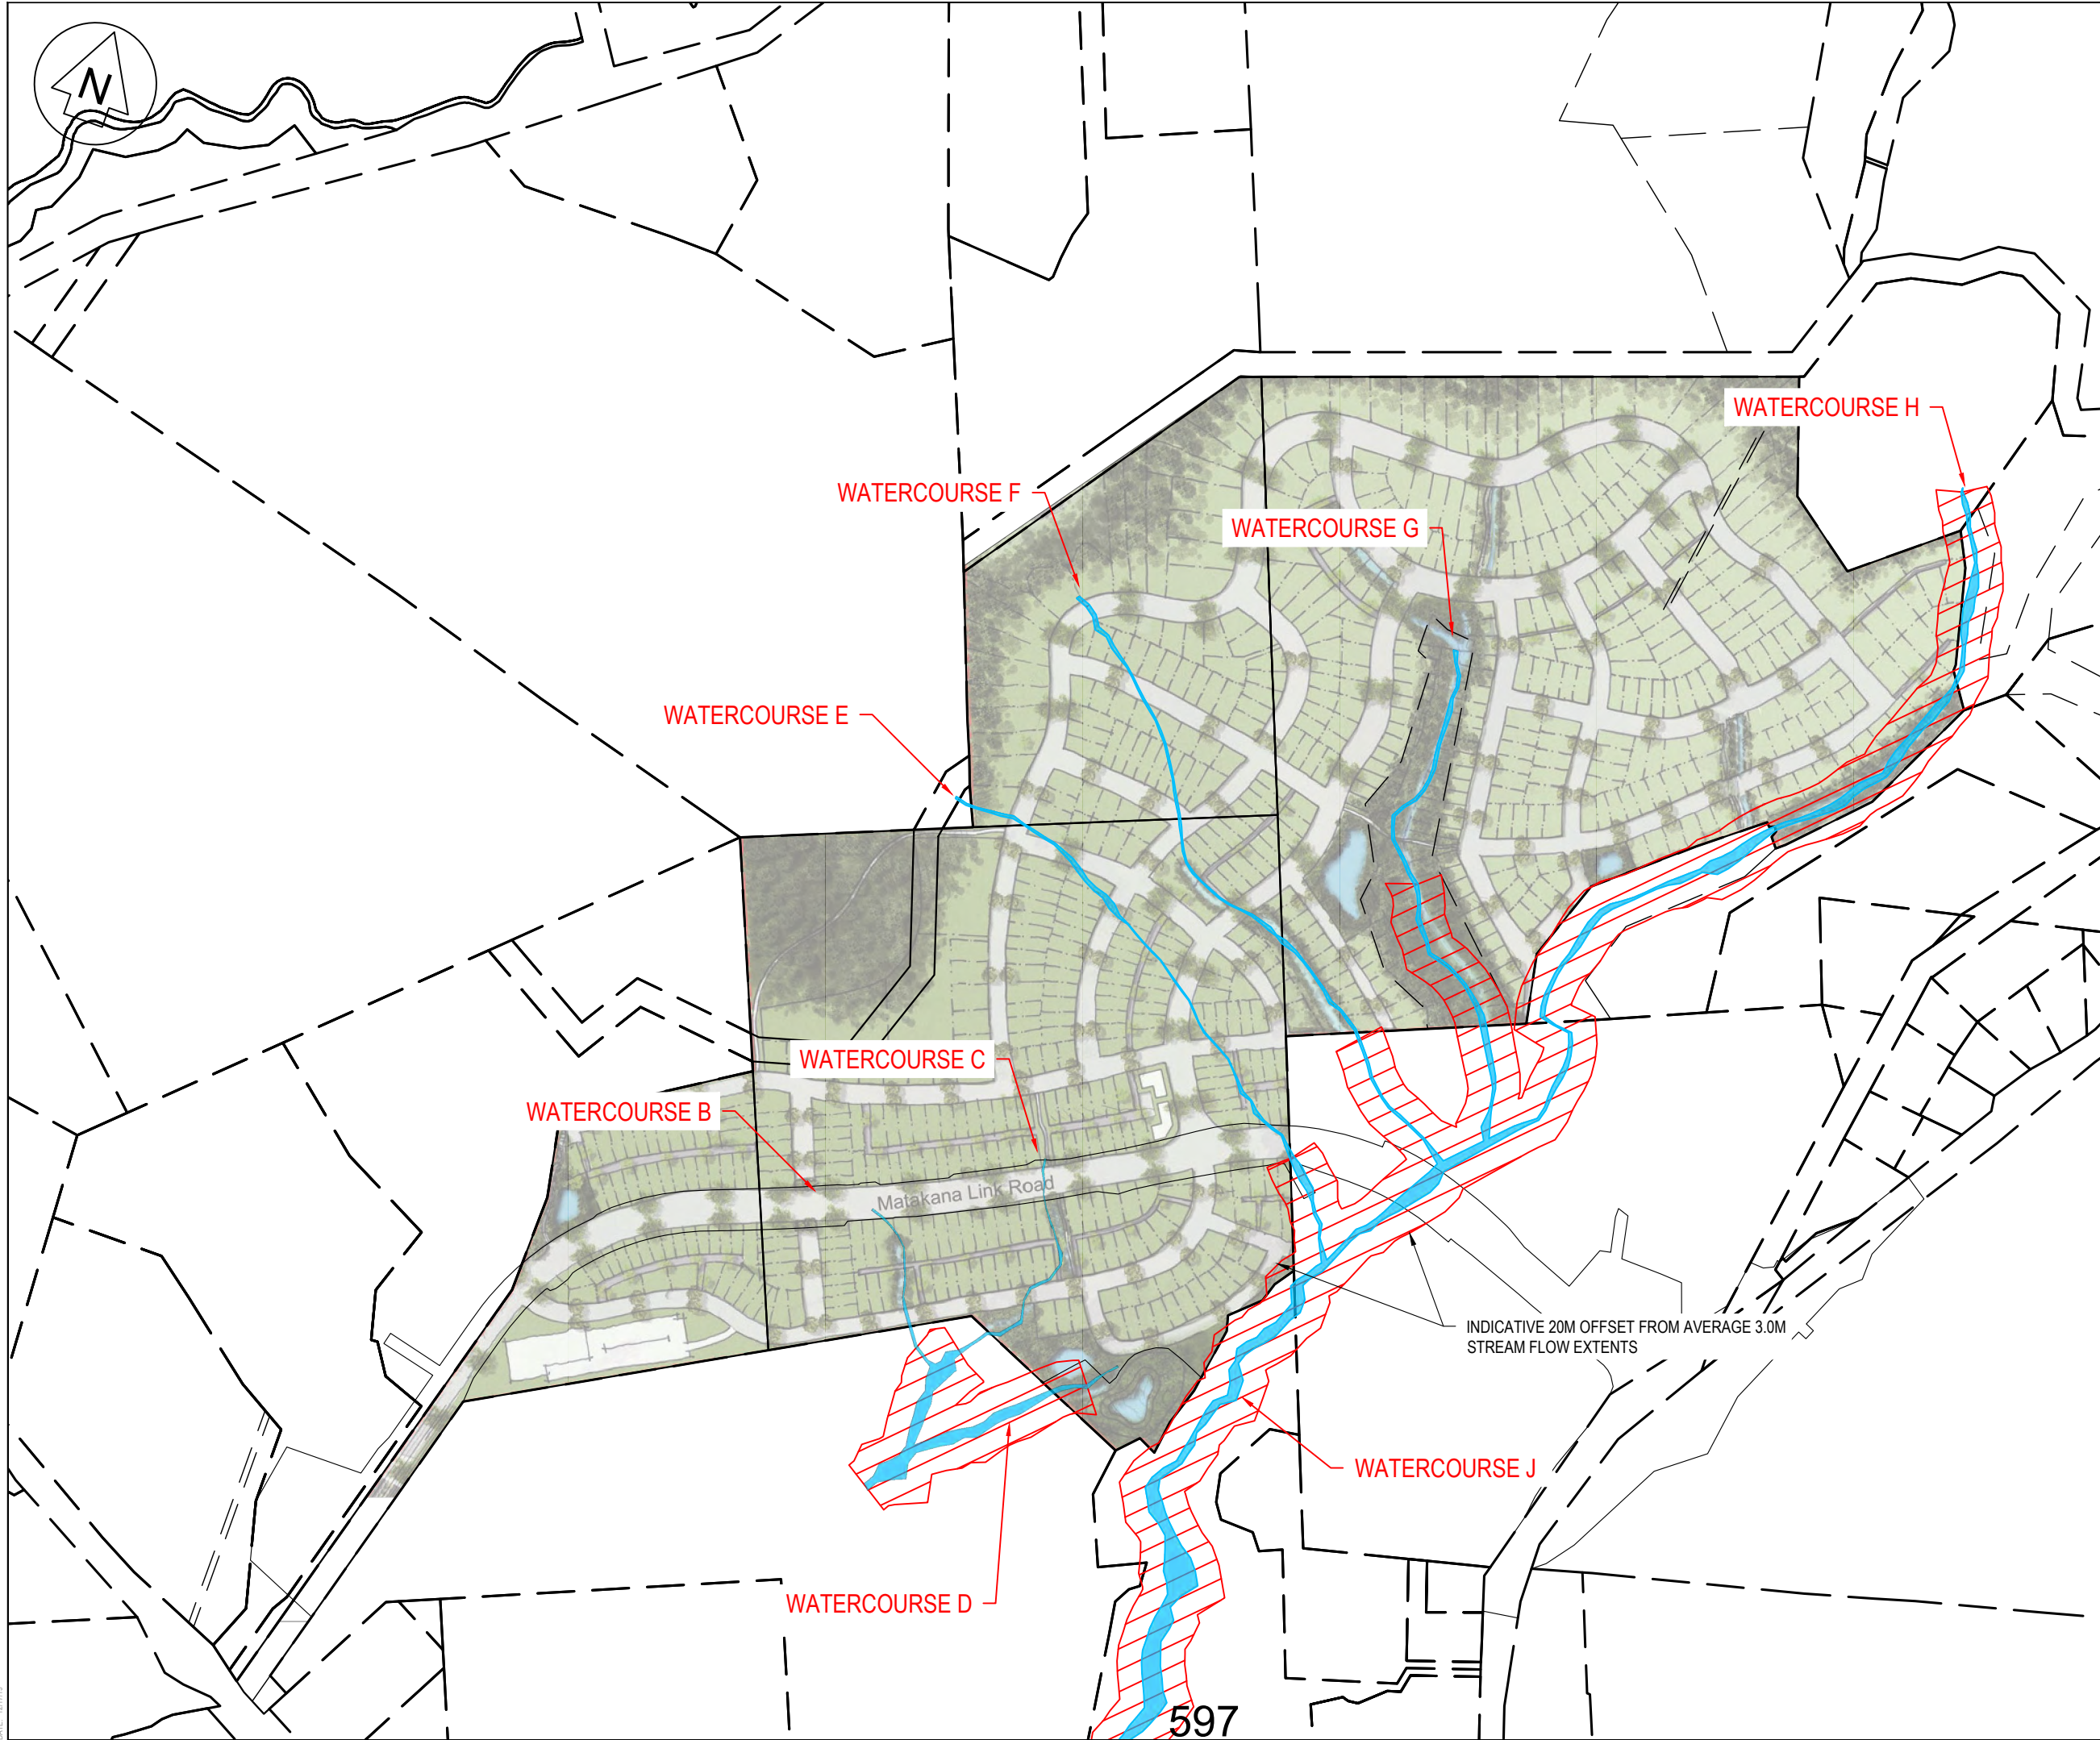 N
WATERCOURSE H
WATERCOURSE F
WATERCOURSE G
WATERCOURSE E
WATERCOURSE C
WATERCOURSE B
Matakana Link Road
INDICATIVE 20M OFFSET FROM AVERAGE 3.0M
STREAM FLOW EXTENTS
WATERCOURSE J
WATERCOURSE D
597